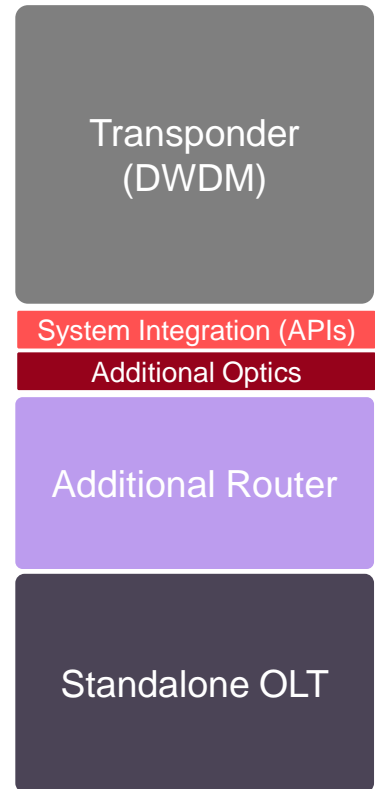 Transponder
(DWDM)
System Integration (APIs)
Additional Optics
Additional Router
Standalone OLT